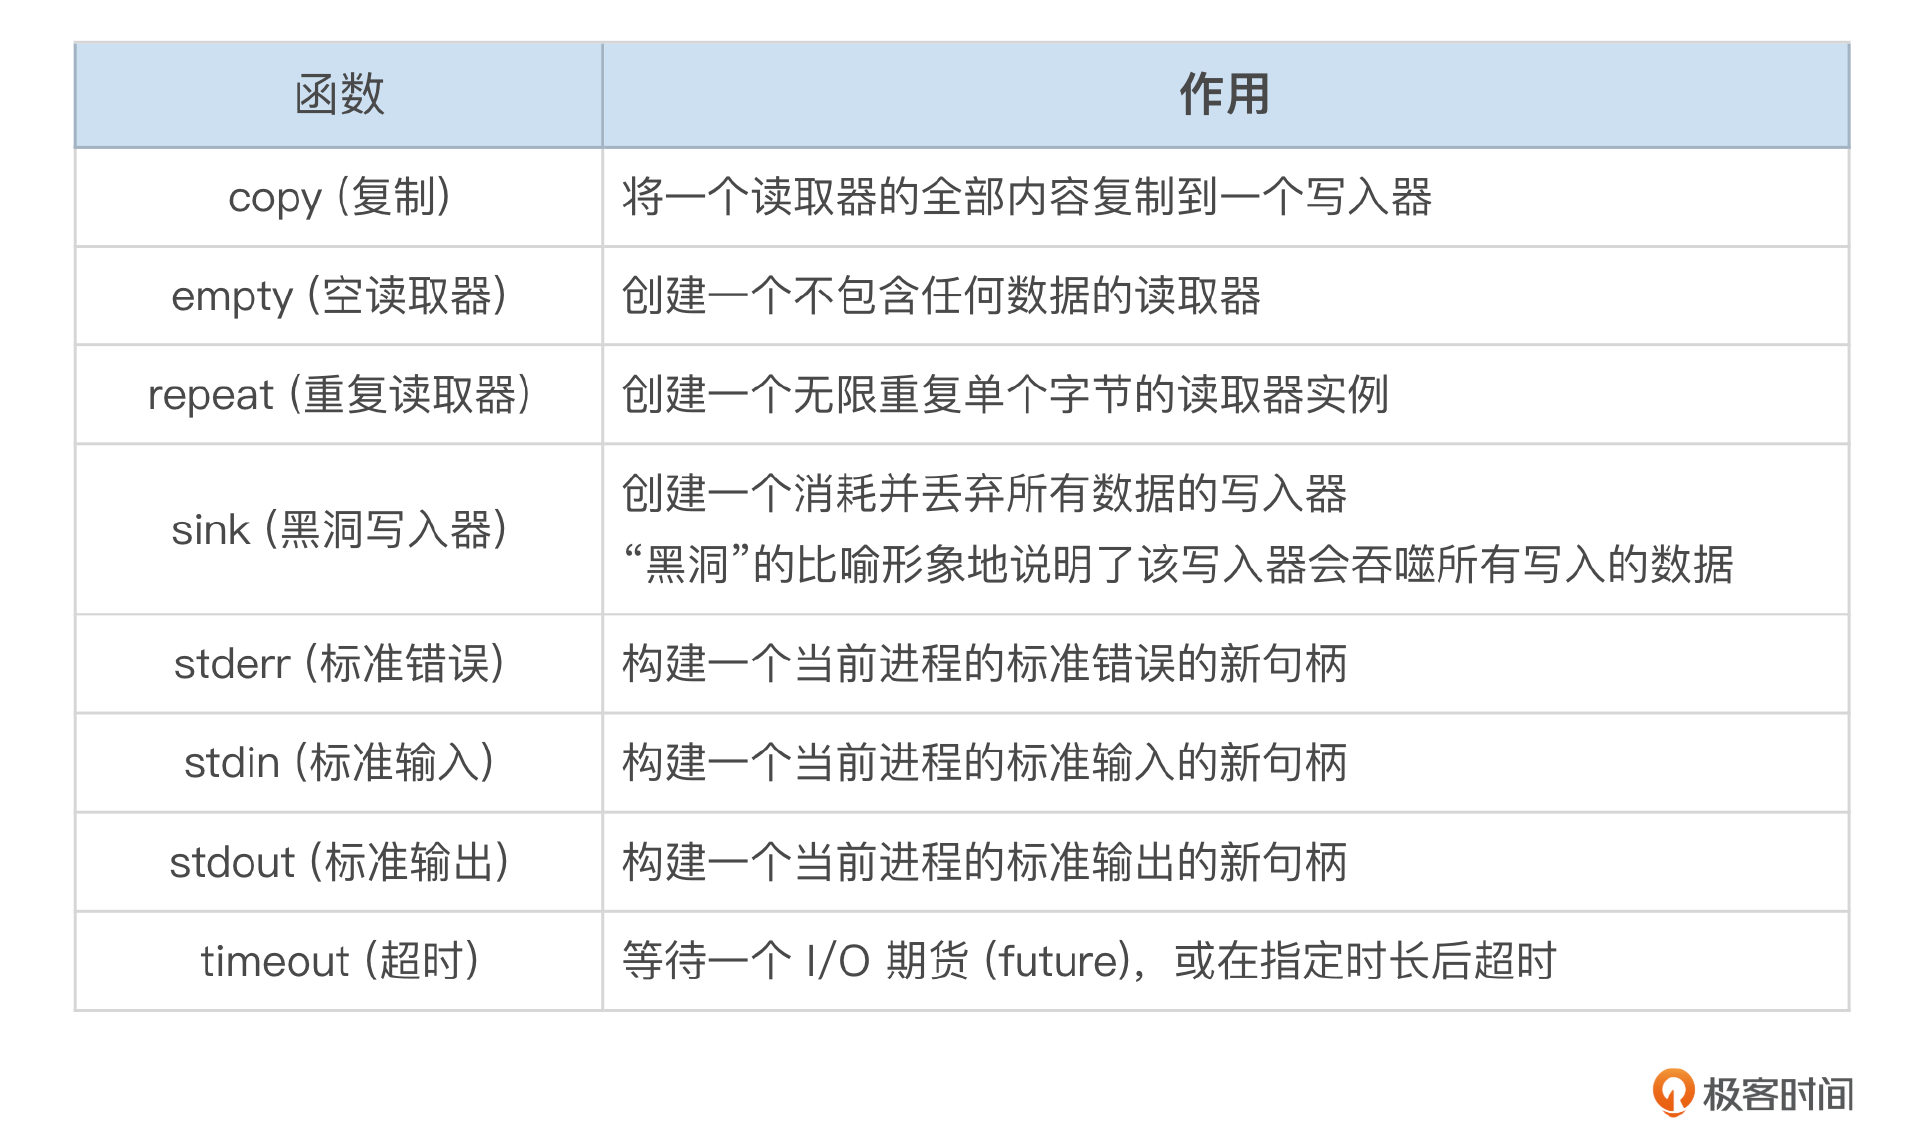 函数 作用
copy (复制) 将一个读取器的全部内容复制到一个写入器
empty (空读取器) 创建一个不包含任何数据的读取器
repeat (重复读取器) 创建一个无限重复单个字节的读取器实例
sink (黑洞写入器) 创建一个消耗并丢弃所有数据的写入器
“黑洞”的比喻形象地说明了该写入器会吞噬所有写入的数据
stderr (标准错误) 构建一个当前进程的标准错误的新句柄
stdin (标准输入) 构建一个当前进程的标准输入的新句柄
stdout (标准输出) 构建一个当前进程的标准输出的新句柄
timeout (超时) 等待一个 I/O 期货 (future)，或在指定时长后超时
极客时间